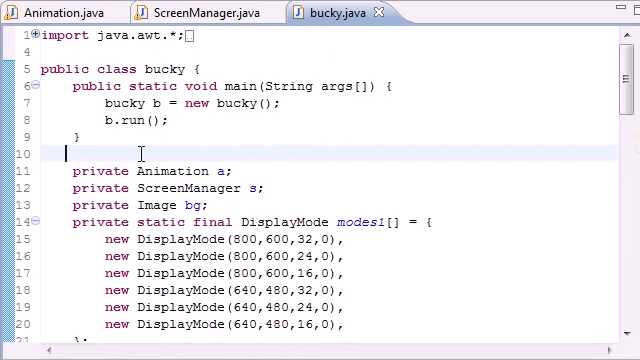 Animation.java ScreenManager.java bucky.java
1 import java.awt.*;
4
5 public class bucky {
6 public static void main(String args[]) {
7 bucky b = new bucky();
8 b.run();
9 }
10
11 private Animation a;
12 private ScreenManager s;
13 private Image bg;
14 private static final DisplayMode modes1[] = {
15 new DisplayMode(800,600,32,0),
16 new DisplayMode(800,600,24,0),
17 new DisplayMode(800,600,16,0),
18 new DisplayMode(640,480,32,0),
19 new DisplayMode(640,480,24,0),
20 new DisplayMode(640,480,16,0),
21 };